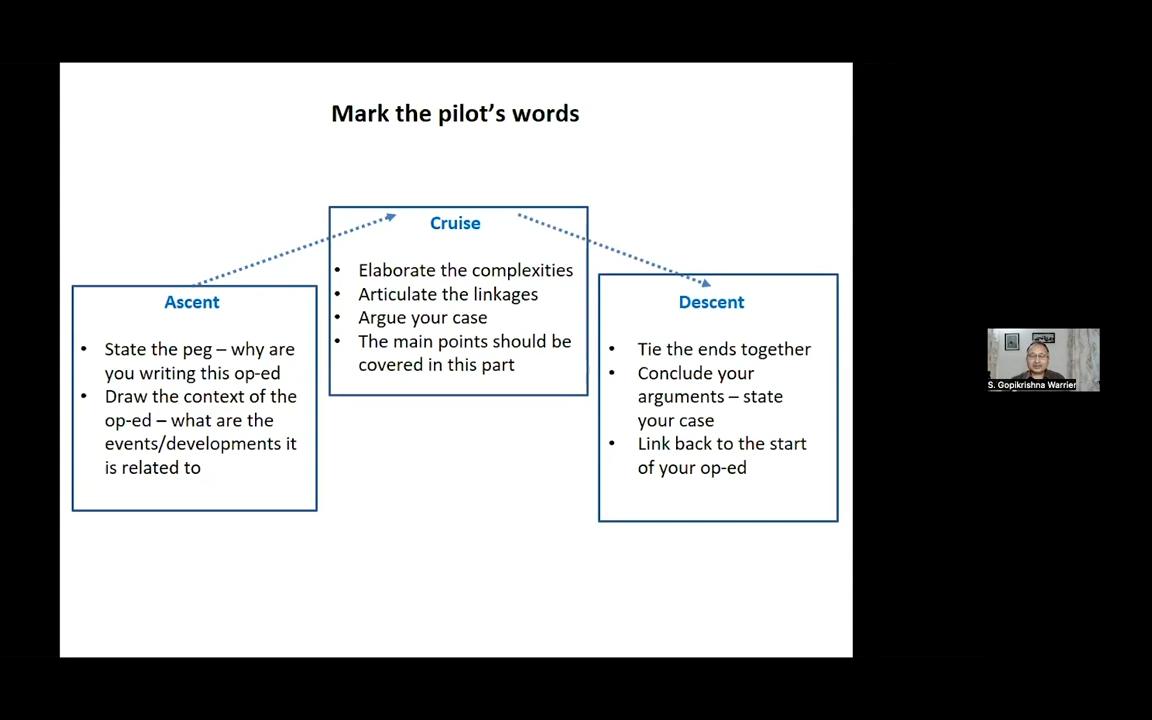 Mark the pilot’s words
Ascent
• State the peg – why are
you writing this op-ed
• Draw the context of the
op-ed – what are the
events/developments it
is related to
Cruise
• Elaborate the complexities
• Articulate the linkages
• Argue your case
• The main points should be
covered in this part
Descent
• Tie the ends together
• Conclude your
arguments – state
your case
• Link back to the start
of your op-ed
S. Gopikrishna Warrier